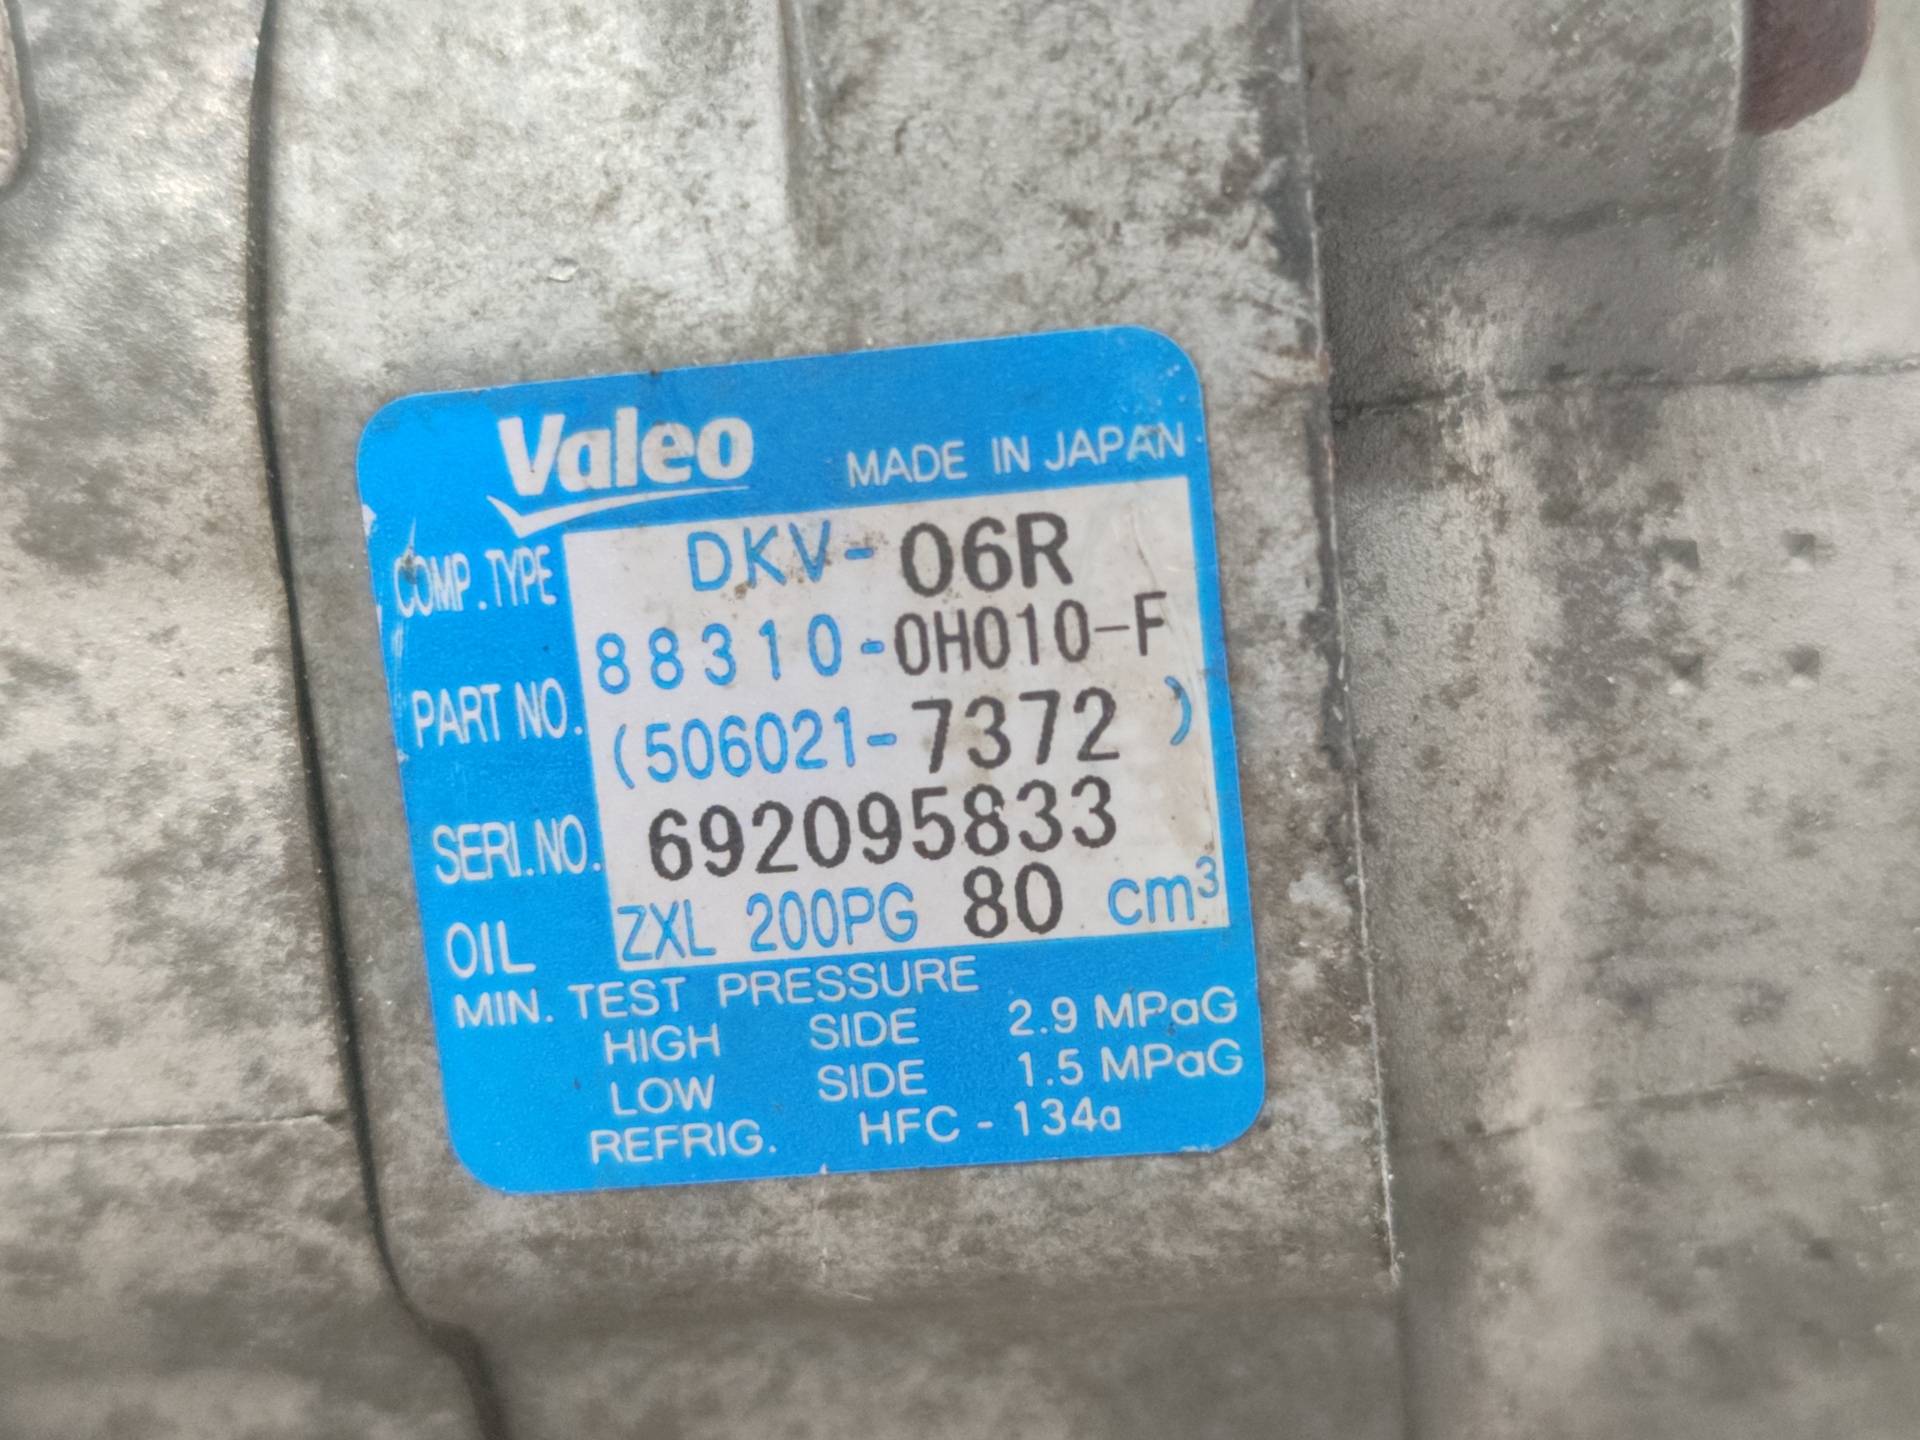 Valeo MADE IN JAPAN
COMP.TYPE DKV-06R
88310-0H010-F
PART NO. (506021-7372 )
SERI.NO. 692095833
OIL ZXL 200PG 80 cm³
MIN. TEST PRESSURE
HIGH SIDE 2.9 MPaG
LOW SIDE 1.5 MPaG
REFRIG. HFC-134a